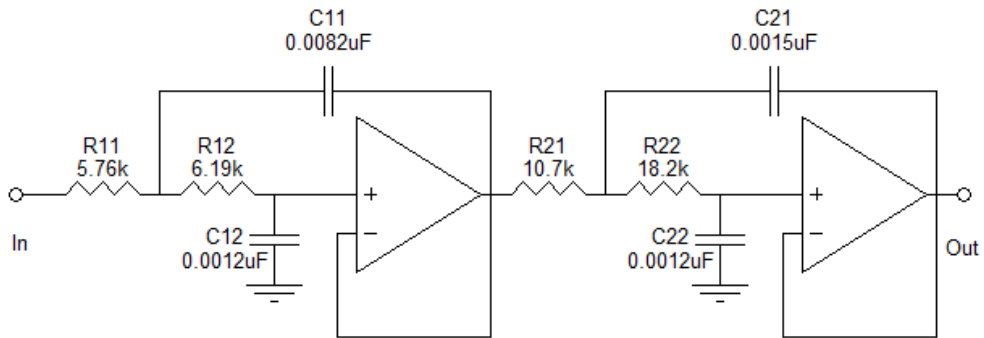 C11
0.0082uF
C21
0.0015uF
R11
5.76k
R12
6.19k
R21
10.7k
R22
18.2k
+
+
−
−
In
C12
0.0012uF
C22
0.0012uF
Out